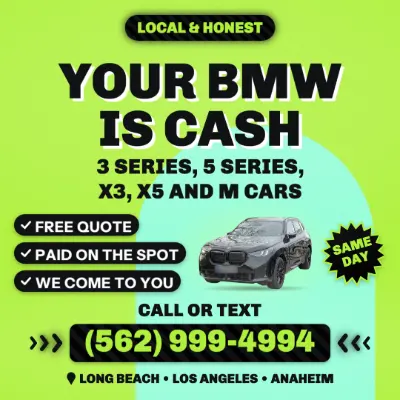 LOCAL & HONEST
YOUR BMW
IS CASH
3 SERIES, 5 SERIES,
X3, X5 AND M CARS
FREE QUOTE
PAID ON THE SPOT
WE COME TO YOU
SAME
DAY
CALL OR TEXT
(562) 999-4994
LONG BEACH • LOS ANGELES • ANAHEIM